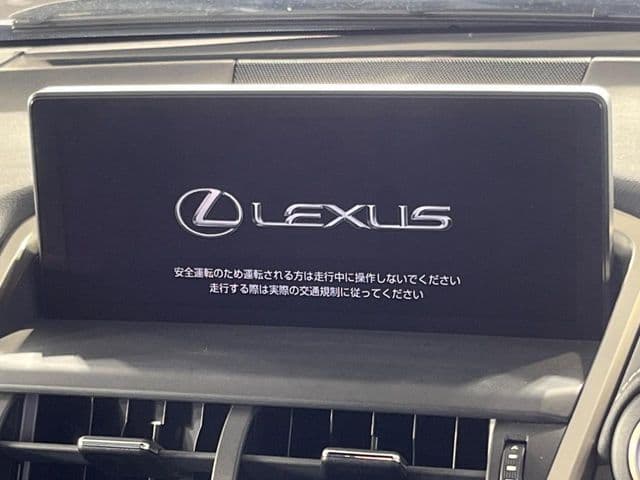 LEXUS
安全運転のため運転される方は走行中に操作しないでください
走行する際は実際の交通規制に従ってください